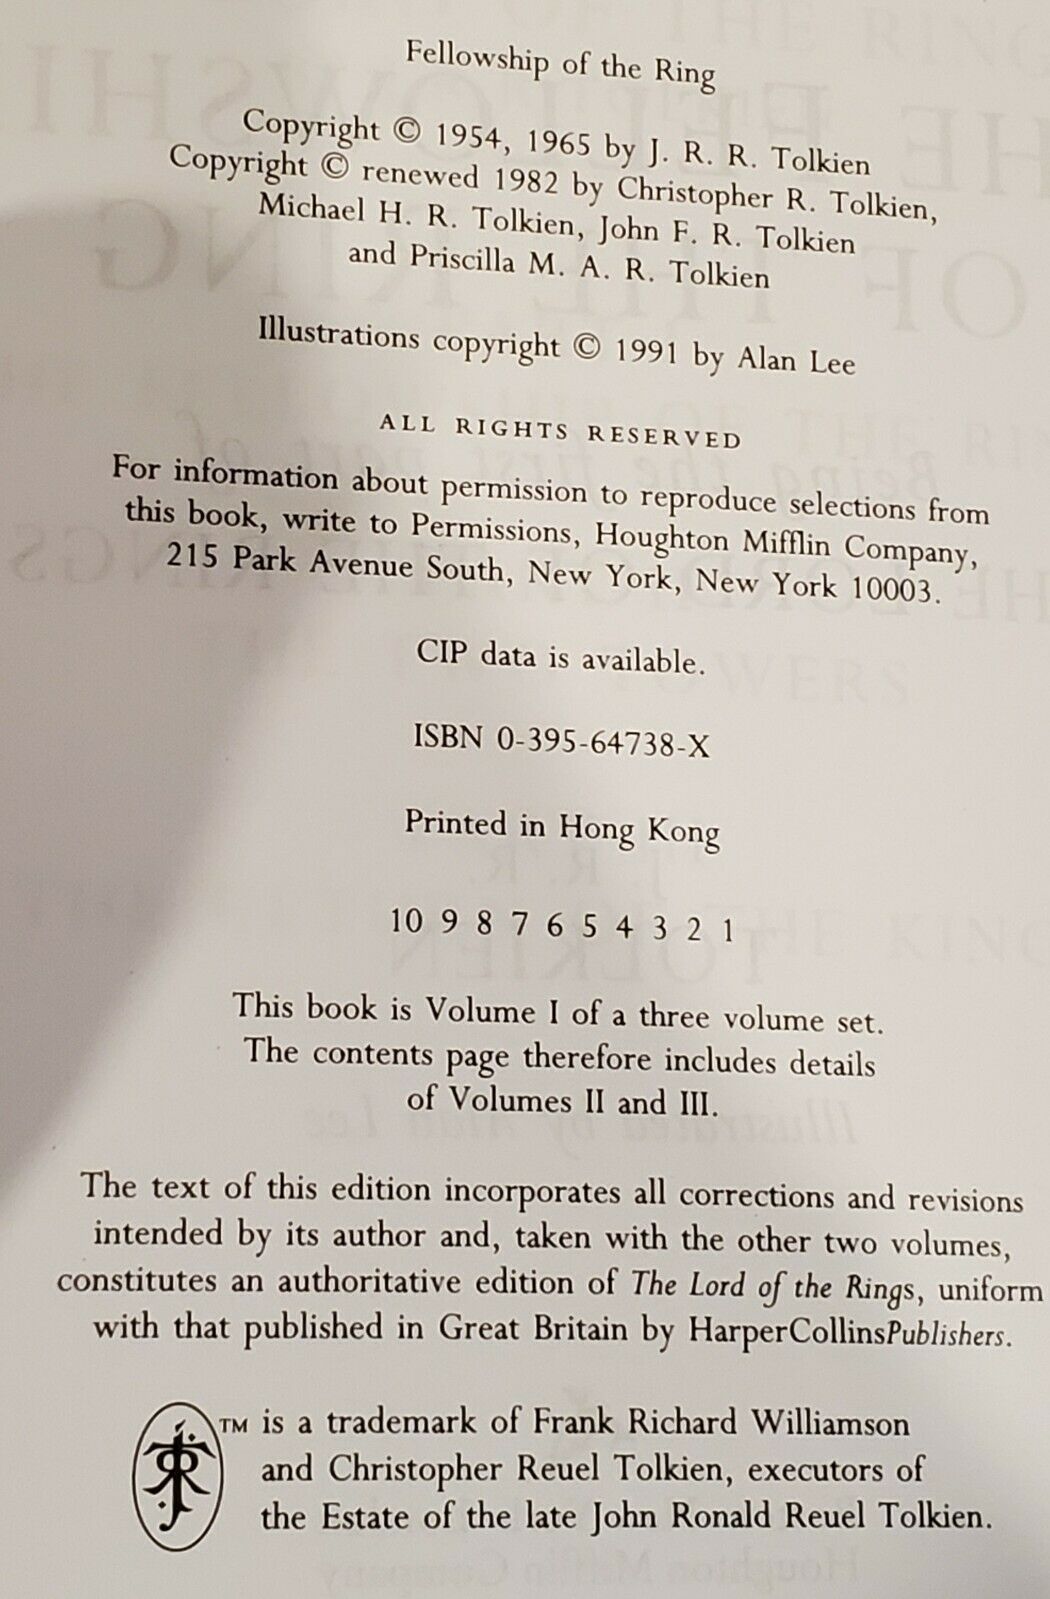 Fellowship of the Ring
Copyright © 1954, 1965 by J. R. R. Tolkien
Copyright © renewed 1982 by Christopher R. Tolkien,
Michael H. R. Tolkien, John F. R. Tolkien
and Priscilla M. A. R. Tolkien
Illustrations copyright © 1991 by Alan Lee
ALL RIGHTS RESERVED
For information about permission to reproduce selections from
this book, write to Permissions, Houghton Mifflin Company,
215 Park Avenue South, New York, New York 10003.
CIP data is available.
ISBN 0-395-64738-X
Printed in Hong Kong
10 9 8 7 6 5 4 3 2 1
This book is Volume I of a three volume set.
The contents page therefore includes details
of Volumes II and III.
The text of this edition incorporates all corrections and revisions
intended by its author and, taken with the other two volumes,
constitutes an authoritative edition of The Lord of the Rings, uniform
with that published in Great Britain by HarperCollinsPublishers.
™ is a trademark of Frank Richard Williamson
and Christopher Reuel Tolkien, executors of
the Estate of the late John Ronald Reuel Tolkien.